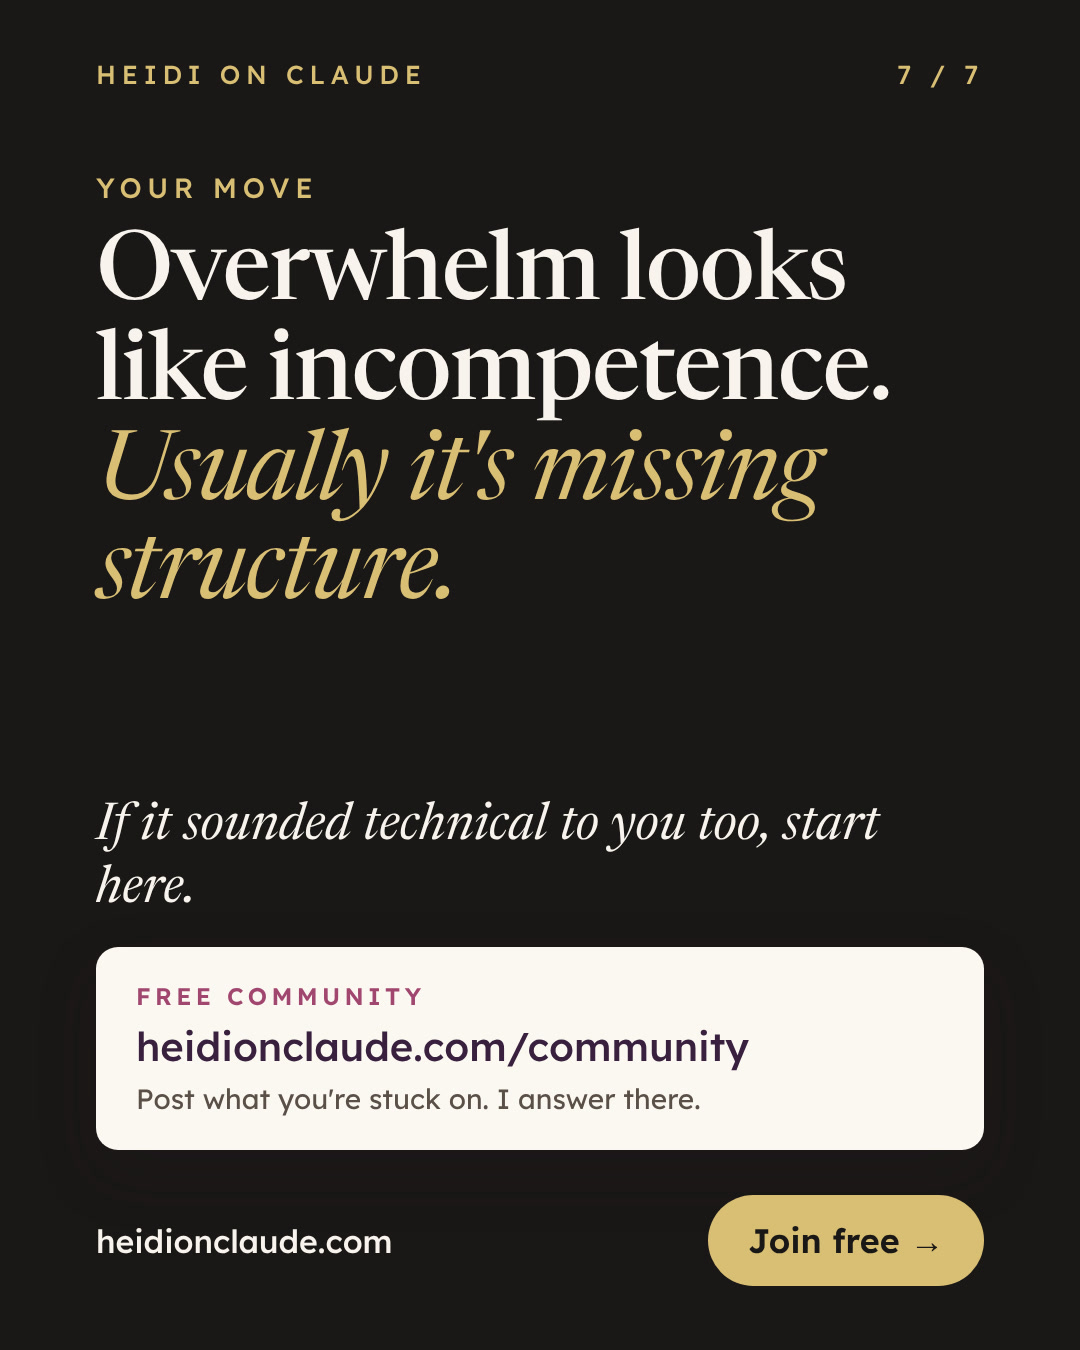 HEIDI ON CLAUDE
7 / 7
YOUR MOVE
Overwhelm looks
like incompetence.
Usually it's missing
structure.
If it sounded technical to you too, start
here.
FREE COMMUNITY
heidionclaude.com/community
Post what you're stuck on. I answer there.
heidionclaude.com
Join free →